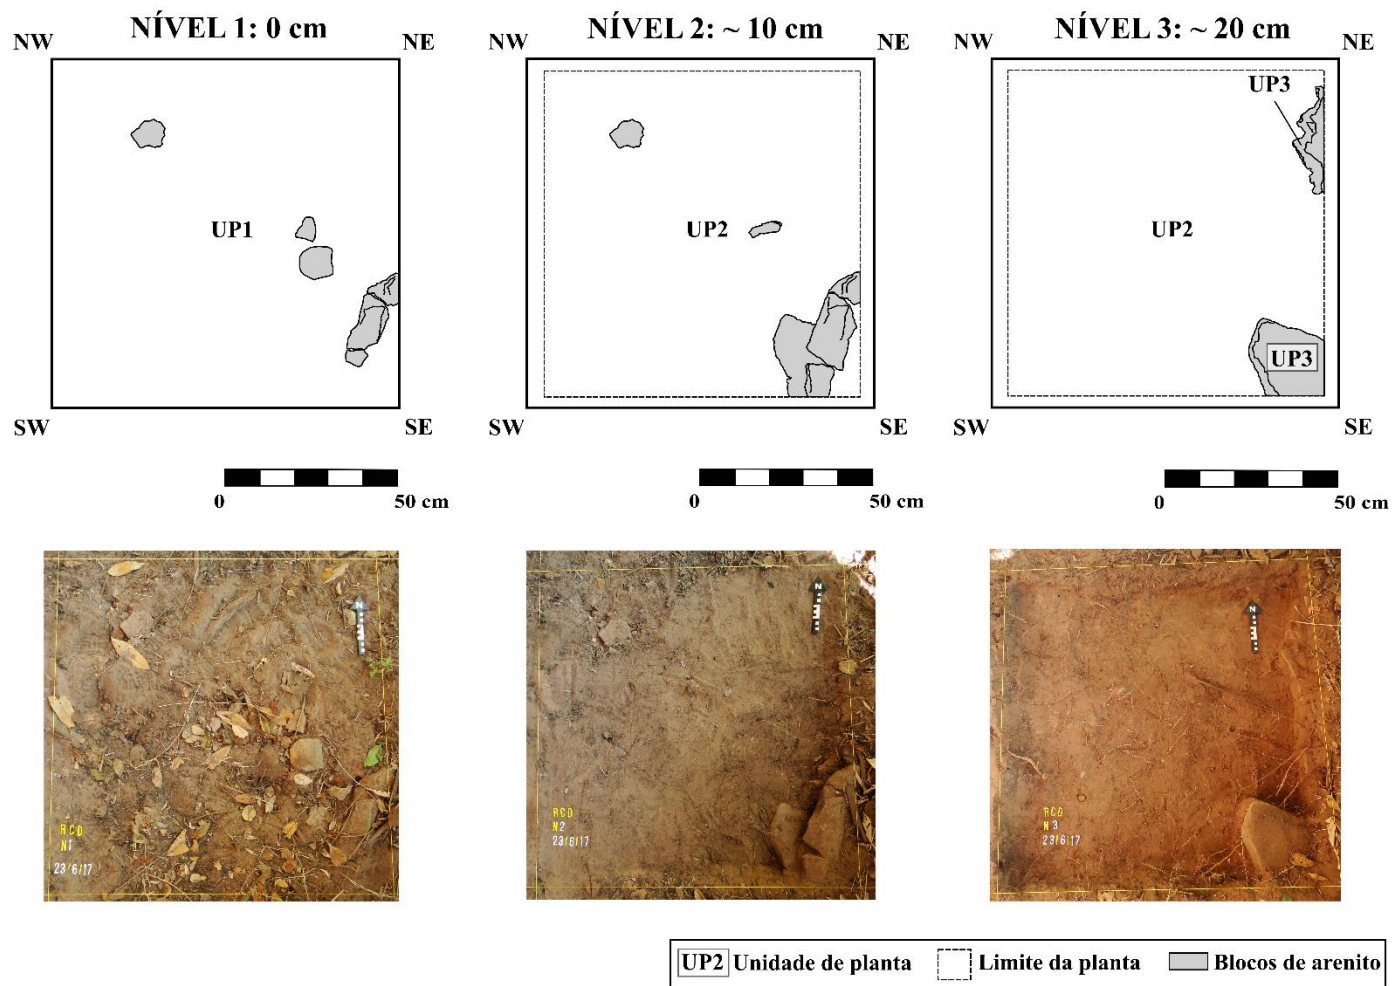 NÍVEL 1: 0 cm
NÍVEL 2: ~ 10 cm
NÍVEL 3: ~ 20 cm
NW
NE
NW
NE
NW
NE
UP3
UP1
UP2
UP2
UP3
SW
SE
SW
SE
SW
SE
0
50 cm
0
50 cm
0
50 cm
N
N
N
RCD
N1
23/6/17
RCD
N2
23/6/17
RCD
N 3
23/6/17
UP2 Unidade de planta
Limite da planta
Blocos de arenito